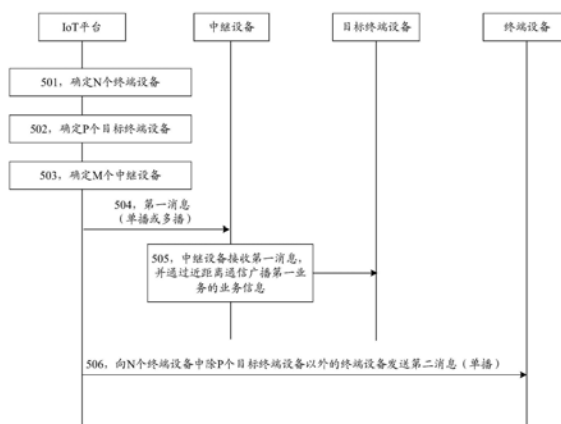 IoT平台
中继设备
目标终端设备
终端设备
501，确定N个终端设备
502，确定P个目标终端设备
503，确定M个中继设备
504，第一消息
（单播或多播）
505，中继设备接收第一消息，
并通过近距离通信广播第一业
务的业务信息
506，向N个终端设备中除P个目标终端设备以外的终端设备发送第二消息（单播）